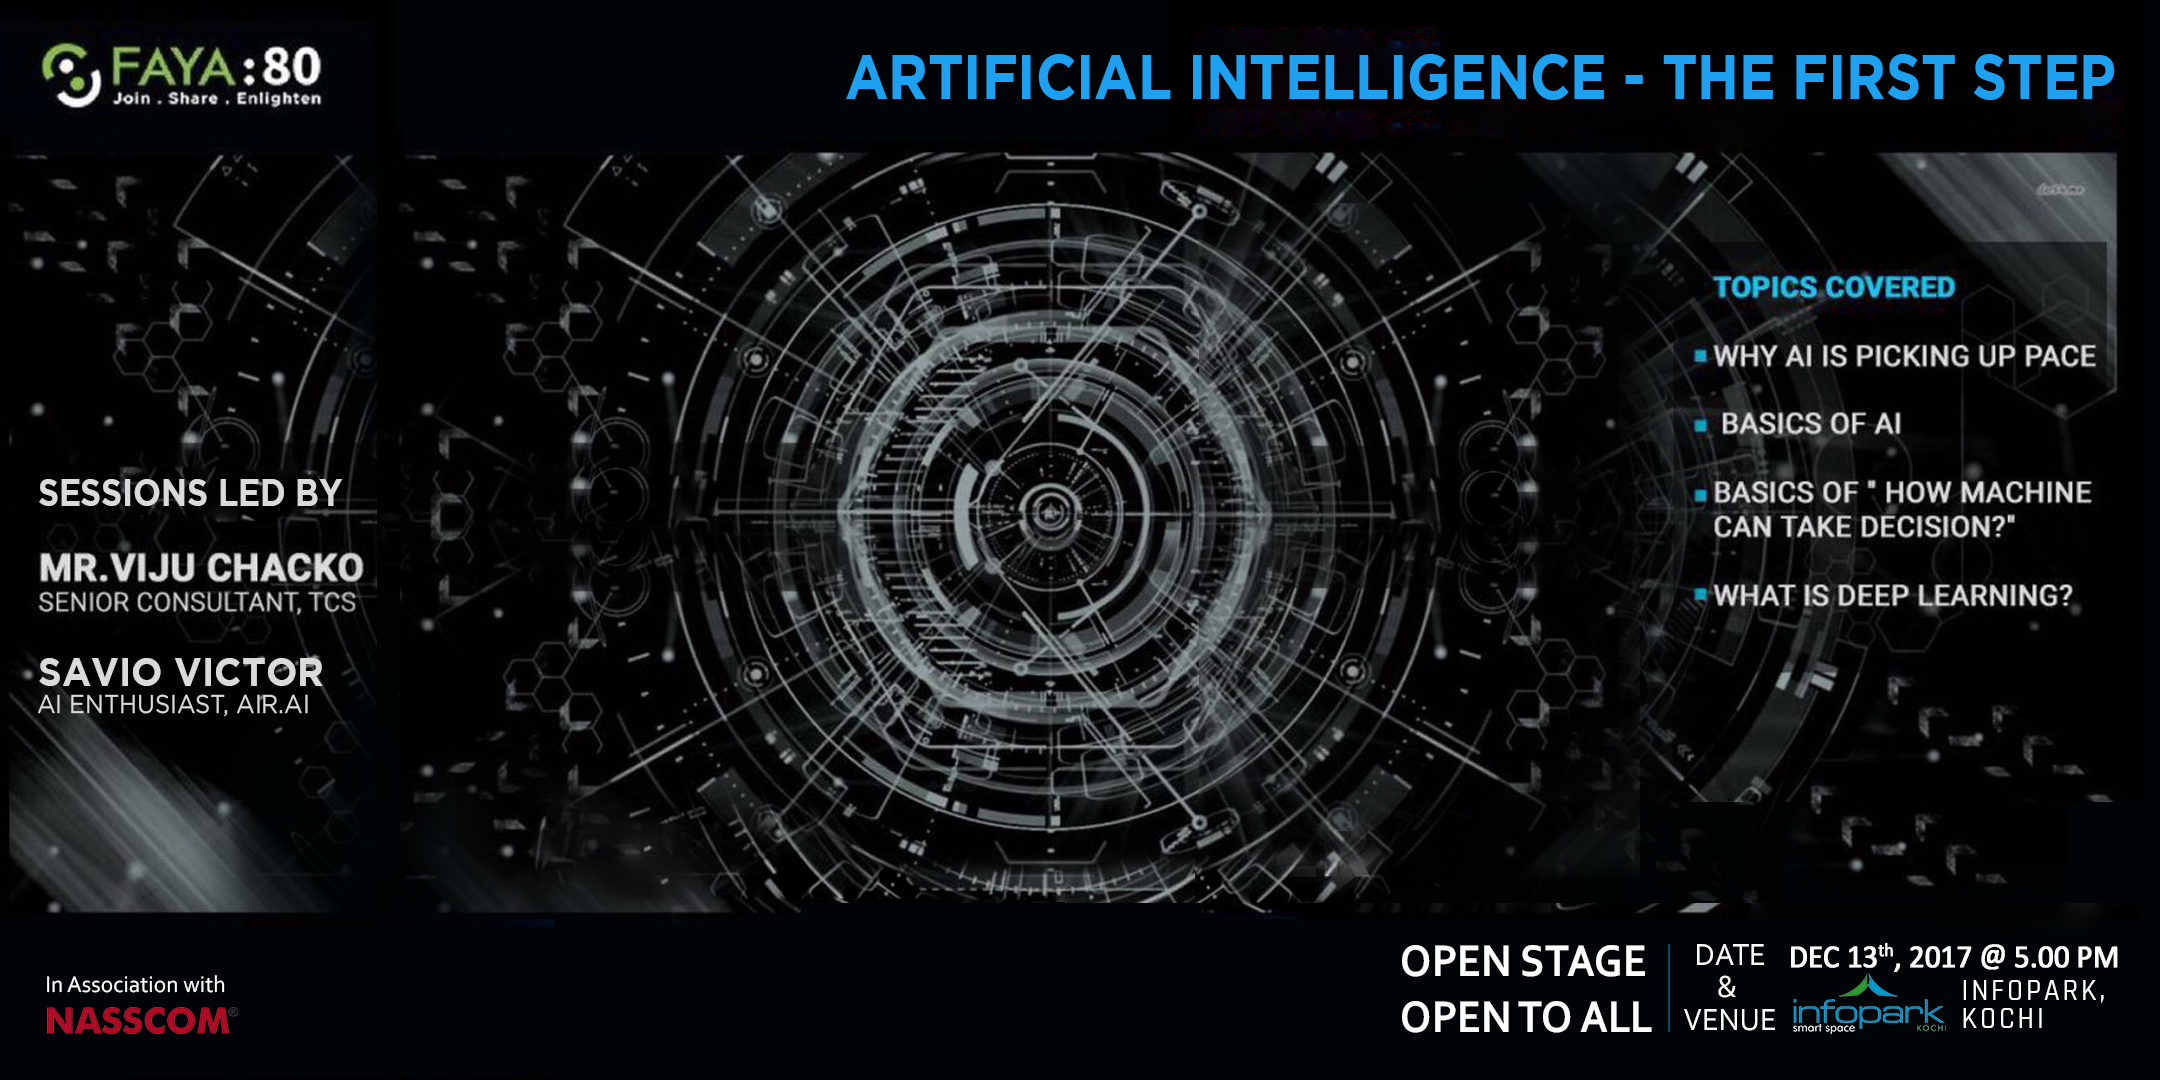 FAYA:80
Join . Share . Enlighten
ARTIFICIAL INTELLIGENCE - THE FIRST STEP
SESSIONS LED BY
MR.VIJU CHACKO
SENIOR CONSULTANT, TCS
SAVIO VICTOR
AI ENTHUSIAST, AIR.AI
TOPICS COVERED
WHY AI IS PICKING UP PACE
BASICS OF AI
BASICS OF " HOW MACHINE
CAN TAKE DECISION?"
WHAT IS DEEP LEARNING?
In Association with
NASSCOM®
OPEN STAGE
OPEN TO ALL
DATE
&
VENUE
DEC 13th, 2017 @ 5.00 PM
infopark
smart space KOCHI
INFOPARK,
KOCHI